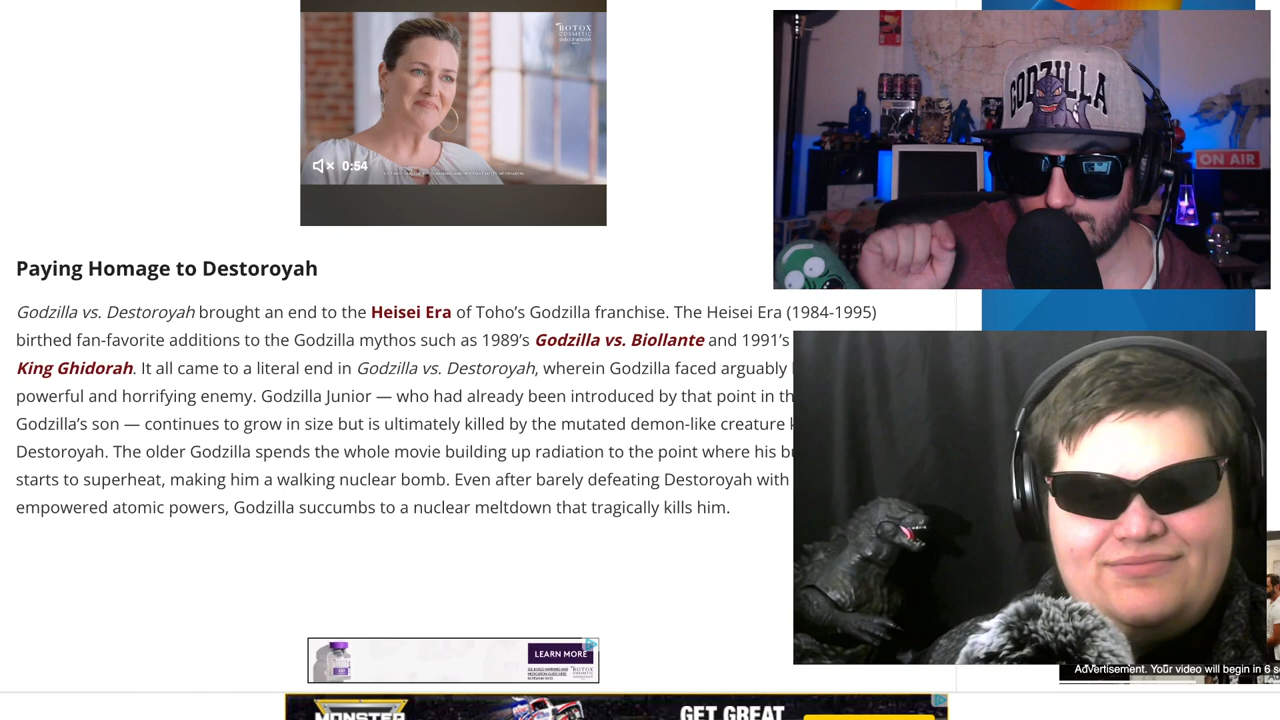 BOTOX
COSMETIC
0:54
GODZILLA
ON AIR
Paying Homage to Destoroyah
Godzilla vs. Destoroyah brought an end to the Heisei Era of Toho’s Godzilla franchise. The Heisei Era (1984-1995)
birthed fan-favorite additions to the Godzilla mythos such as 1989’s Godzilla vs. Biollante and 1991’s
King Ghidorah. It all came to a literal end in Godzilla vs. Destoroyah, wherein Godzilla faced arguably
powerful and horrifying enemy. Godzilla Junior — who had already been introduced by that point in th
Godzilla’s son — continues to grow in size but is ultimately killed by the mutated demon-like creature k
Destoroyah. The older Godzilla spends the whole movie building up radiation to the point where his bu
starts to superheat, making him a walking nuclear bomb. Even after barely defeating Destoroyah with
empowered atomic powers, Godzilla succumbs to a nuclear meltdown that tragically kills him.
LEARN MORE
BOTOX
Advertisement. Your video will begin in 6 s
MONSTER
GET GREAT